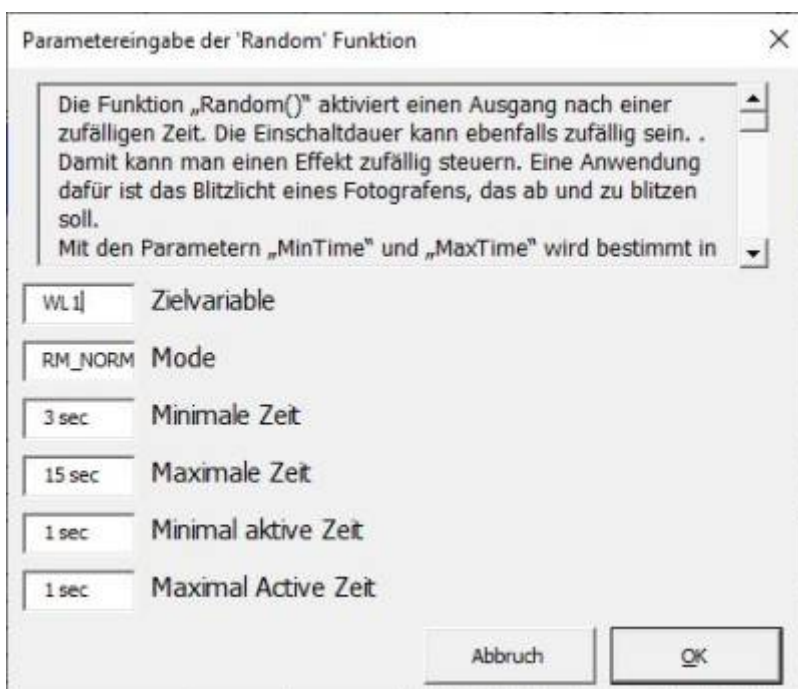 Parametereingabe der 'Random' Funktion
Die Funktion „Random()“ aktiviert einen Ausgang nach einer
zufälligen Zeit. Die Einschaltdauer kann ebenfalls zufällig sein. .
Damit kann man einen Effekt zufällig steuern. Eine Anwendung
dafür ist das Blitzlicht eines Fotografens, das ab und zu blitzen
soll.
Mit den Parametern „MinTime“ und „MaxTime“ wird bestimmt in
WL1 Zielvariable
RM_NORM Mode
3 sec Minimale Zeit
15 sec Maximale Zeit
1 sec Minimal aktive Zeit
1 sec Maximal Active Zeit
Abbruch OK